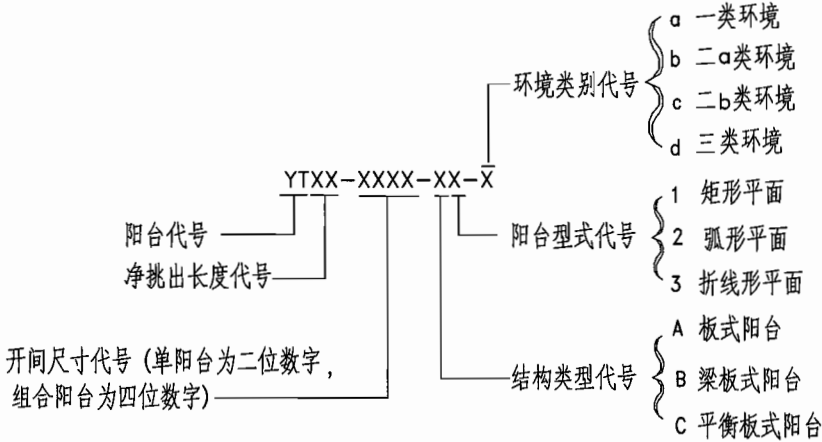 a 一类环境
b 二a类环境
环境类别代号
c 二b类环境
d 三类环境
YTXX-XXXX-XX-X
1 矩形平面
阳台代号
阳台型式代号
2 弧形平面
净挑出长度代号
3 折线形平面
A 板式阳台
开间尺寸代号(单阳台为二位数字,
组合阳台为四位数字)
结构类型代号
B 梁板式阳台
C 平衡板式阳台